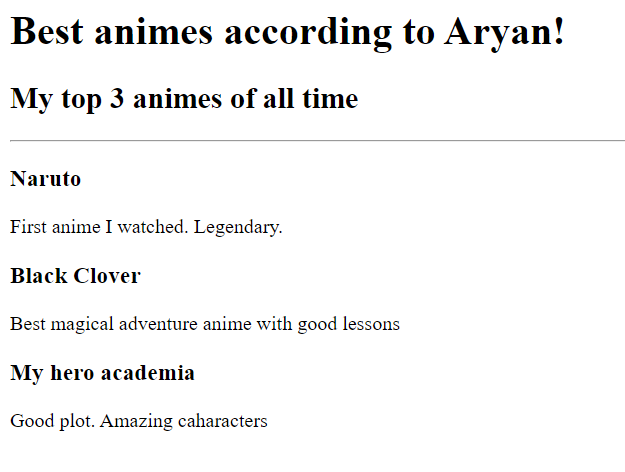 Best animes according to Aryan!
My top 3 animes of all time
Naruto
First anime I watched. Legendary.
Black Clover
Best magical adventure anime with good lessons
My hero academia
Good plot. Amazing caharacters